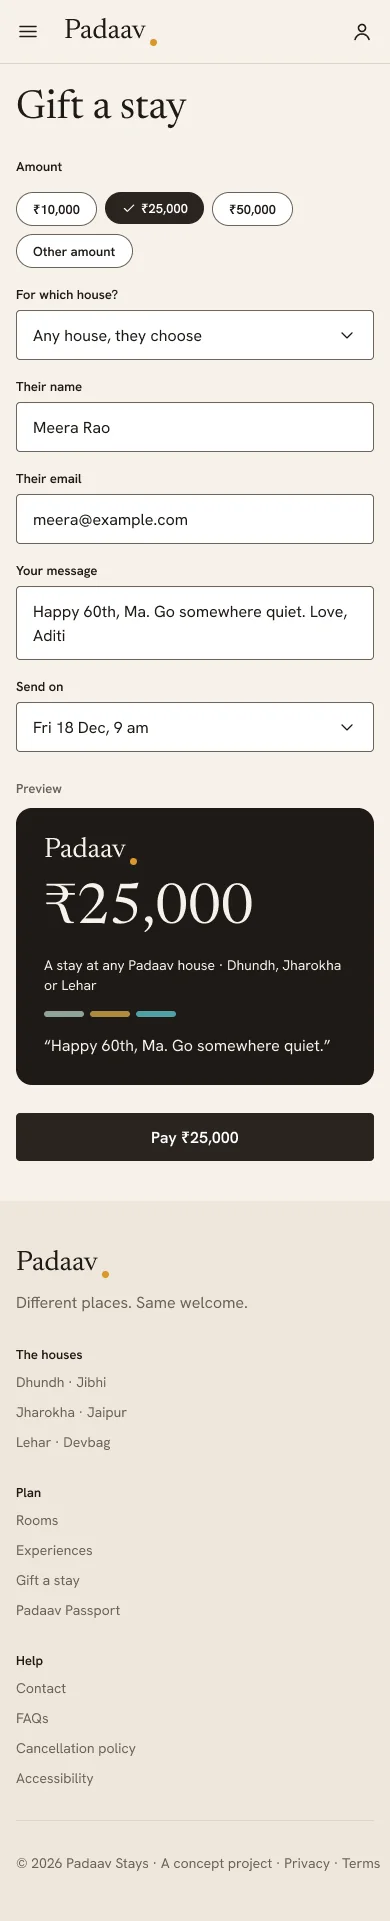 Padaav
Gift a stay
Amount
₹10,000
₹25,000
₹50,000
Other amount
For which house?
Any house, they choose
Their name
Meera Rao
Their email
meera@example.com
Your message
Happy 60th, Ma. Go somewhere quiet. Love,
Aditi
Send on
Fri 18 Dec, 9 am
Preview
Padaav
₹25,000
A stay at any Padaav house · Dhundh, Jharokha
or Lehar
“Happy 60th, Ma. Go somewhere quiet.”
Pay ₹25,000
Padaav
Different places. Same welcome.
The houses
Dhundh · Jibhi
Jharokha · Jaipur
Lehar · Devbag
Plan
Rooms
Experiences
Gift a stay
Padaav Passport
Help
Contact
FAQs
Cancellation policy
Accessibility
© 2026 Padaav Stays · A concept project · Privacy · Terms